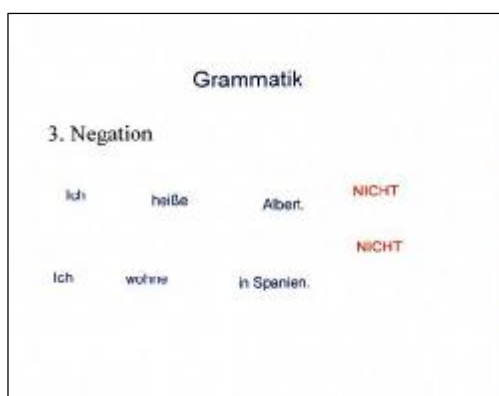 Grammatik
3. Negation
Ich heiße Albert. NICHT
NICHT
Ich wohne in Spanien.